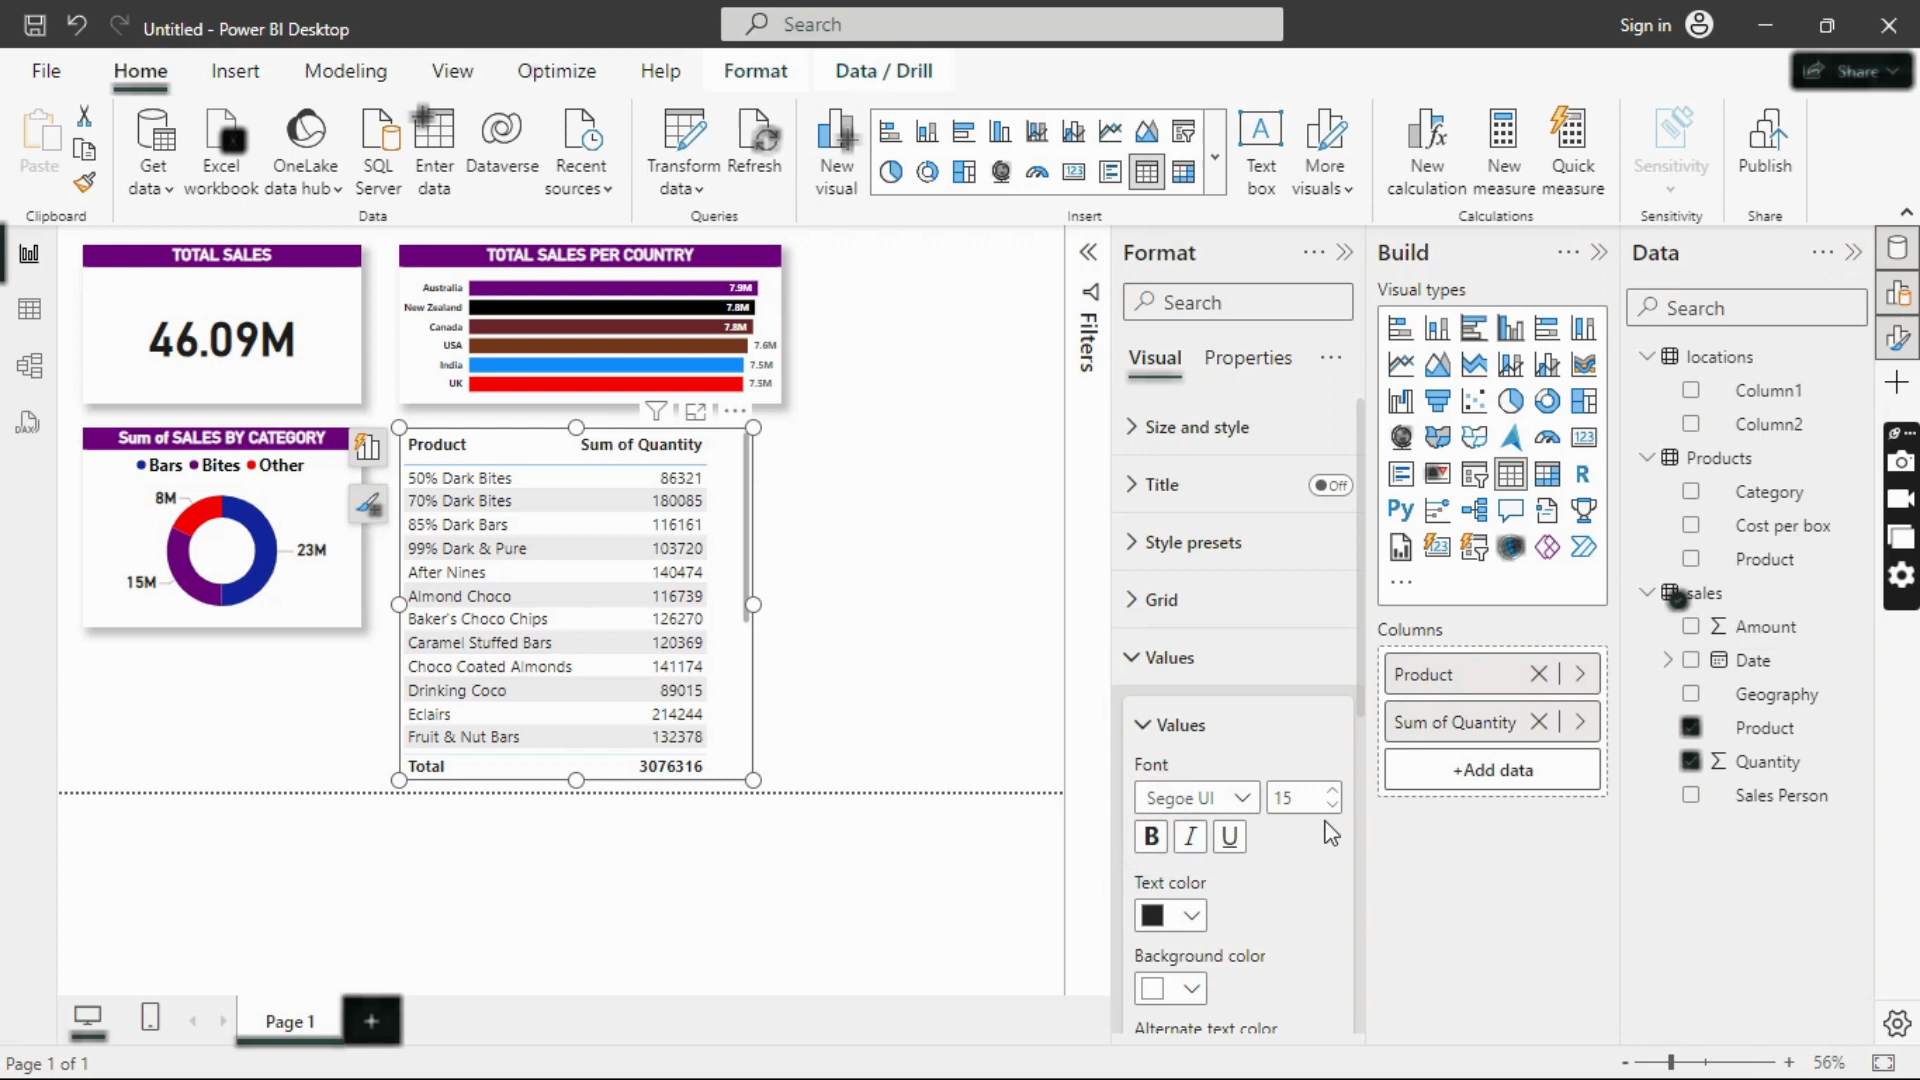 Untitled - Power BI Desktop
Search
Sign in
File
Home
Insert
Modeling
View
Optimize
Help
Format
Data / Drill
Share
Paste
Get data
Excel workbook
OneLake data hub
SQL Server
Enter data
Dataverse
Recent sources
Transform data
Refresh
New visual
Text box
More visuals
New calculation
New measure
Quick measure
Sensitivity
Publish
Clipboard
Data
Queries
Insert
Calculations
Sensitivity
Share
TOTAL SALES
46.09M
TOTAL SALES PER COUNTRY
Australia 7.9M
New Zealand 7.8M
Canada 7.8M
USA 7.6M
India 7.5M
UK 7.5M
Sum of SALES BY CATEGORY
Bars Bites Other
8M
23M
15M
Product Sum of Quantity
50% Dark Bites 86321
70% Dark Bites 180085
85% Dark Bars 116161
99% Dark & Pure 103720
After Nines 140474
Almond Choco 116739
Baker's Choco Chips 126270
Caramel Stuffed Bars 120369
Choco Coated Almonds 141174
Drinking Coco 89015
Eclairs 214244
Fruit & Nut Bars 132378
Total 3076316
Filters
Format
Search
Visual
Properties
Size and style
Title Off
Style presets
Grid
Values
Values
Font
Segoe UI 15
B I U
Text color
Background color
Alternate text color
Build
Visual types
R
Py
123
Columns
Product
Sum of Quantity
+Add data
Data
Search
locations
Column1
Column2
Products
Category
Cost per box
Product
sales
Amount
Date
Geography
Product
Quantity
Sales Person
DAX
Page 1
Page 1 of 1
56%